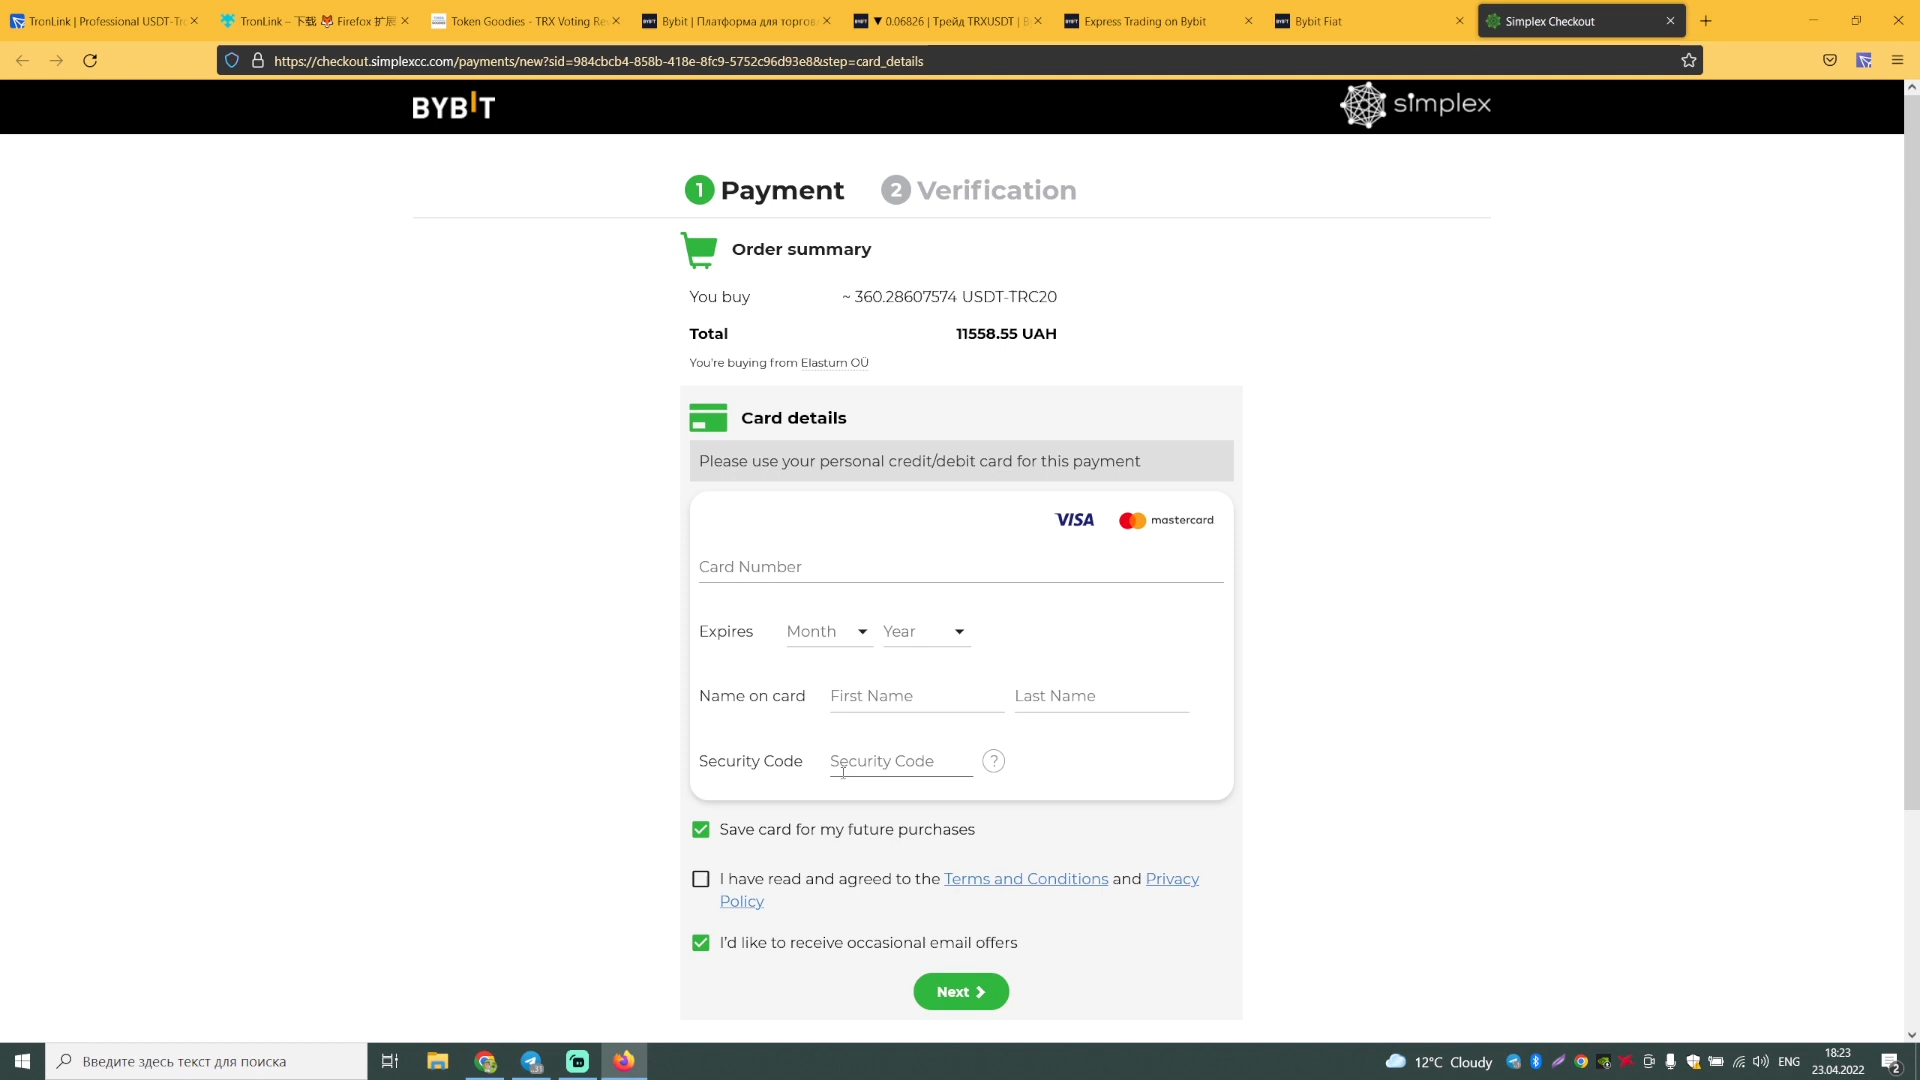 TronLink | Professional USDT-Tro
TronLink – 下载 🦊 Firefox 扩展
Token Goodies - TRX Voting Re
Bybit | Платформа для торгов
▼ 0.06826 | Трейд TRXUSDT | B
Express Trading on Bybit
Bybit Fiat
Simplex Checkout
https://checkout.simplexcc.com/payments/new?sid=984cbcb4-858b-418e-8fc9-5752c96d93e8&step=card_details
BYBIT
simplex
1 Payment
2 Verification
Order summary
You buy ~ 360.28607574 USDT-TRC20
Total 11558.55 UAH
You're buying from Elastum OÜ
Card details
Please use your personal credit/debit card for this payment
VISA mastercard
Card Number
Expires Month Year
Name on card First Name Last Name
Security Code Security Code ?
Save card for my future purchases
I have read and agreed to the Terms and Conditions and Privacy
Policy
I'd like to receive occasional email offers
Next
Введите здесь текст для поиска
12°C Cloudy
ENG
18:23
23.04.2022
2